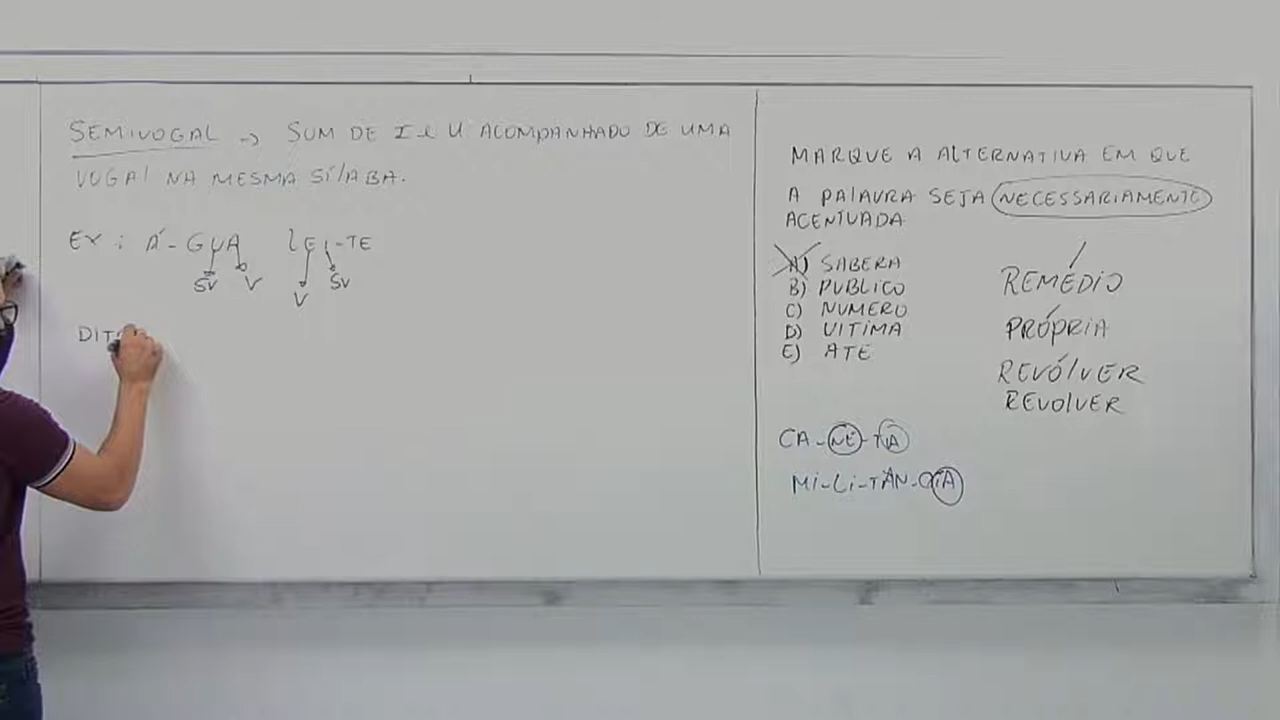 SEMIVOGAL -> SOM DE I e U ACOMPANHADO DE UMA
VOGAL NA MESMA SÍLABA.
EX: Á-GUA LEI-TE
SV V V SV
DIT
MARQUE A ALTERNATIVA EM QUE
A PALAVRA SEJA NECESSARIAMENTE
ACENTUADA
A) SABERA
B) PUBLICO
C) NUMERO
D) VITIMA
E) ATE
REMÉDIO
PRÓPRIA
REVÓLVER
REVOLVER
CA-NE-TA
MI-LI-TÂN-CIA